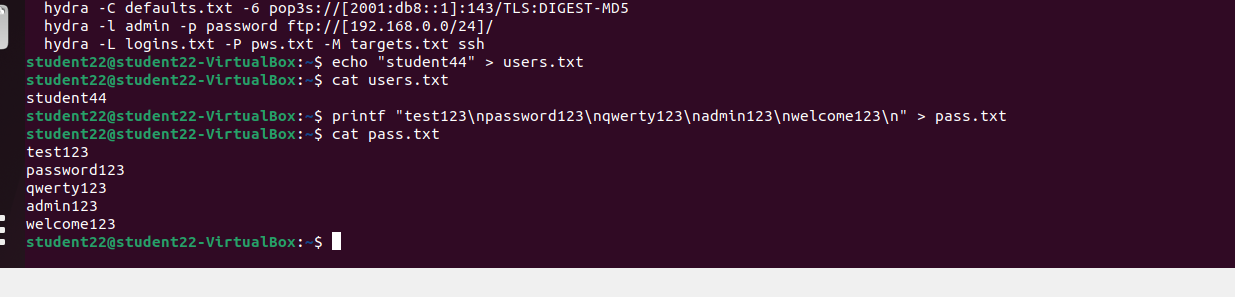 hydra -C defaults.txt -6 pop3s://[2001:db8::1]:143/TLS:DIGEST-MD5
hydra -l admin -p password ftp://[192.168.0.0/24]/
hydra -L logins.txt -P pws.txt -M targets.txt ssh
student22@student22-VirtualBox:~$ echo "student44" > users.txt
student22@student22-VirtualBox:~$ cat users.txt
student44
student22@student22-VirtualBox:~$ printf "test123\npassword123\nqwerty123\nadmin123\nwelcome123\n" > pass.txt
student22@student22-VirtualBox:~$ cat pass.txt
test123
password123
qwerty123
admin123
welcome123
student22@student22-VirtualBox:~$